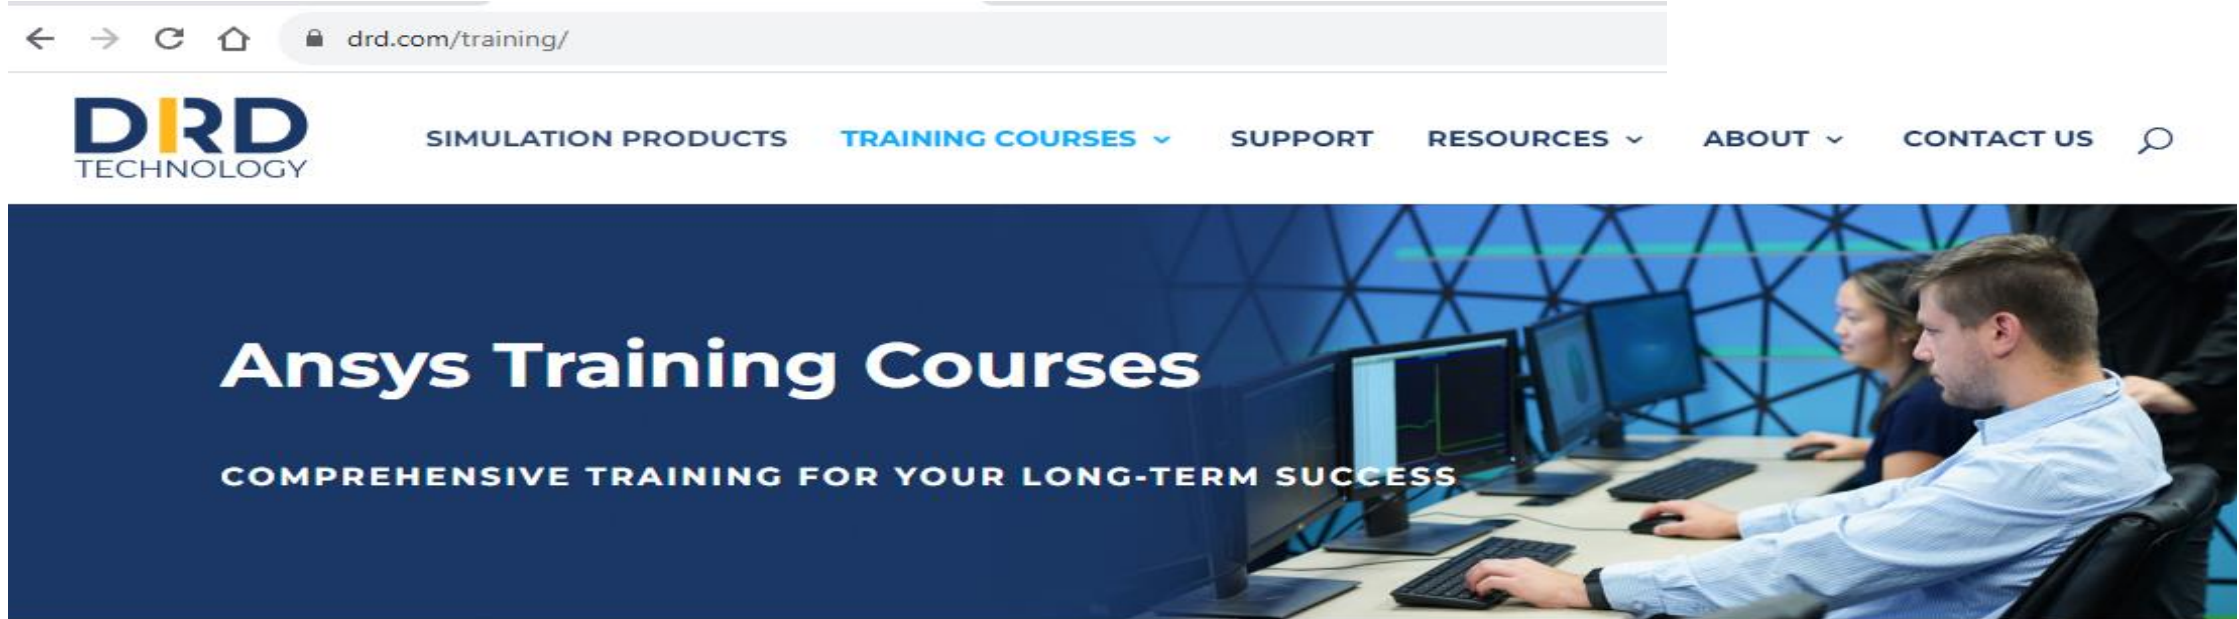 drd.com/training/
DRD
TECHNOLOGY
SIMULATION PRODUCTS TRAINING COURSES SUPPORT RESOURCES ABOUT CONTACT US
Ansys Training Courses
COMPREHENSIVE TRAINING FOR YOUR LONG-TERM SUCCESS